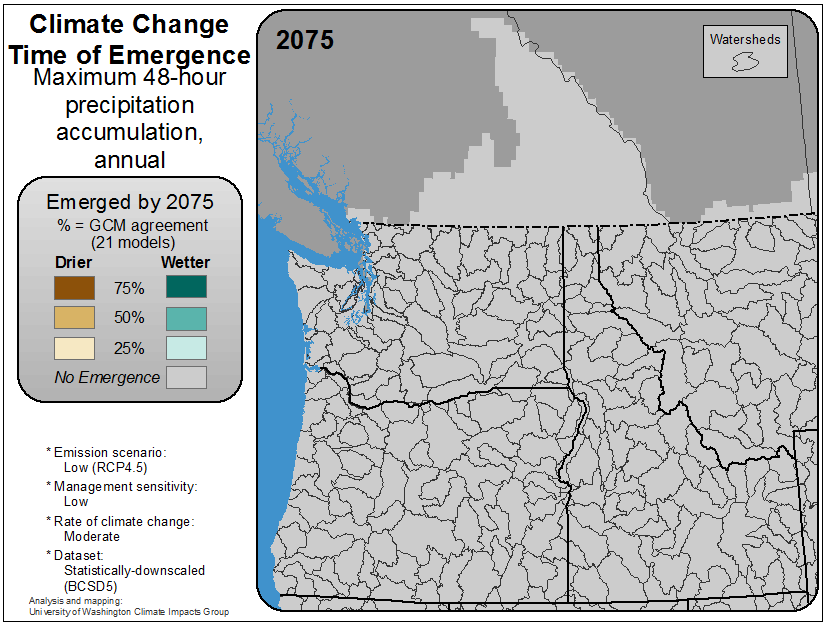 Climate Change
Time of Emergence
Maximum 48-hour
precipitation
accumulation,
annual
Emerged by 2075
% = GCM agreement
(21 models)
Drier Wetter
75%
50%
25%
No Emergence
* Emission scenario:
Low (RCP4.5)
* Management sensitivity:
Low
* Rate of climate change:
Moderate
* Dataset:
Statistically-downscaled
(BCSD5)
Analysis and mapping:
University of Washington Climate Impacts Group
2075
Watersheds